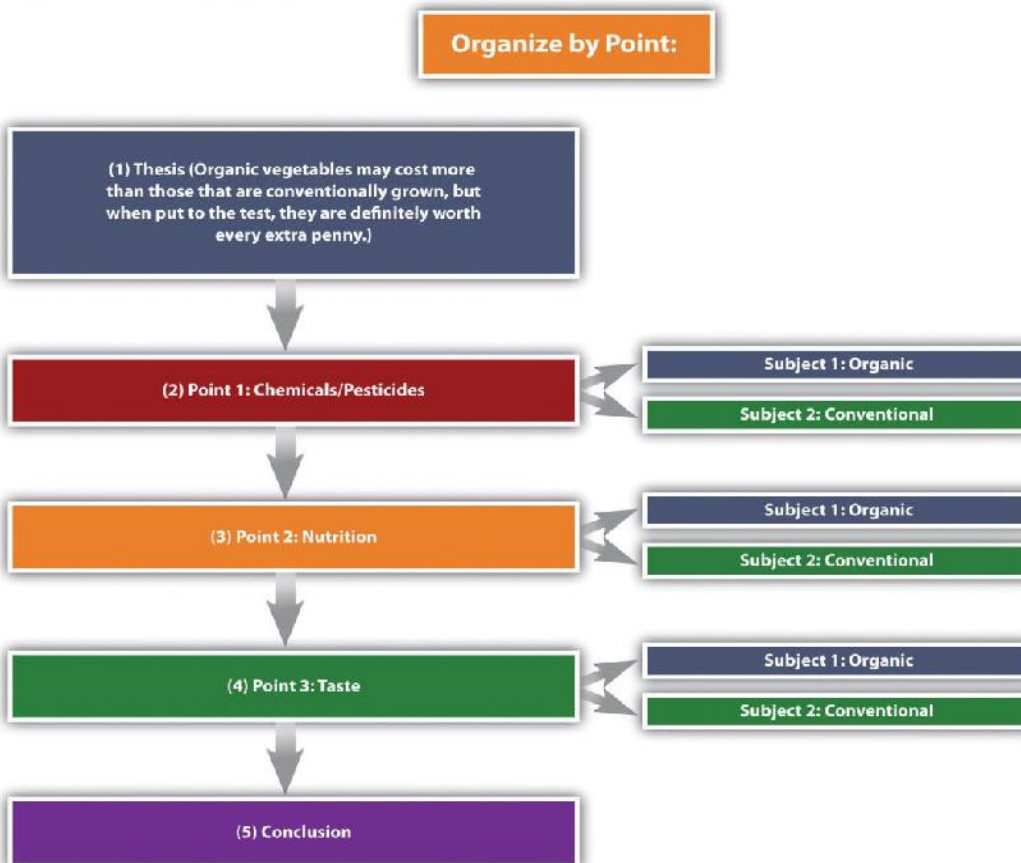 Organize by Point:
(1) Thesis (Organic vegetables may cost more
than those that are conventionally grown, but
when put to the test, they are definitely worth
every extra penny.)
(2) Point 1: Chemicals/Pesticides
Subject 1: Organic
Subject 2: Conventional
(3) Point 2: Nutrition
Subject 1: Organic
Subject 2: Conventional
(4) Point 3: Taste
Subject 1: Organic
Subject 2: Conventional
(5) Conclusion